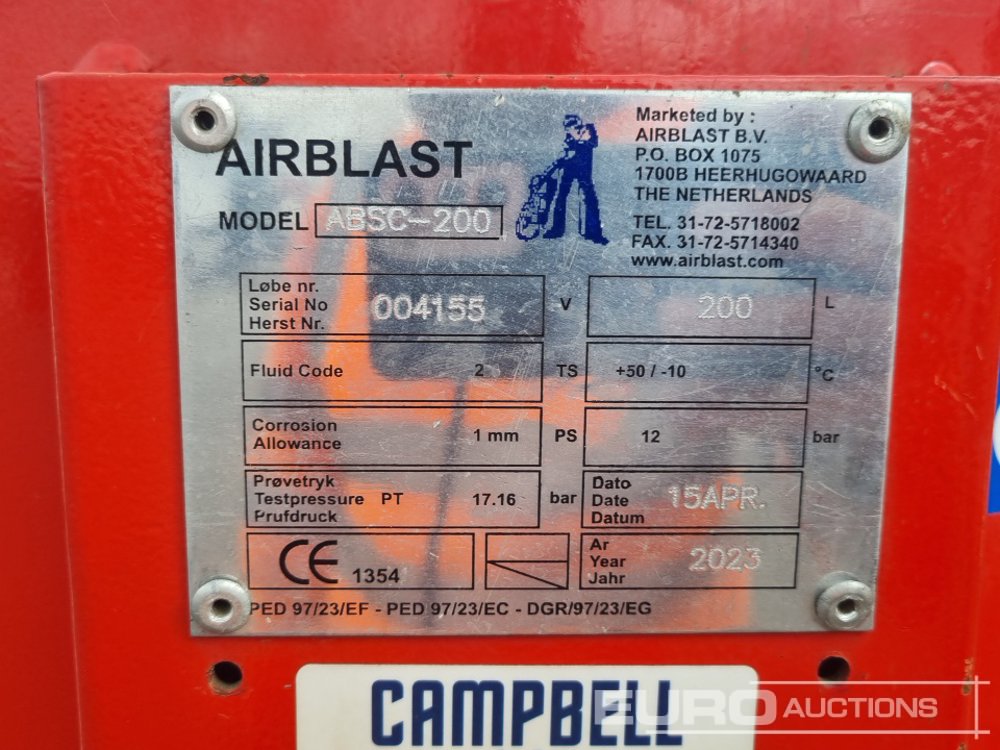 AIRBLAST
MODEL ABSC-200
Marketed by :
AIRBLAST B.V.
P.O. BOX 1075
1700B HEERHUGOWAARD
THE NETHERLANDS
TEL. 31-72-5718002
FAX. 31-72-5714340
www.airblast.com
Løbe nr.
Serial No
Herst Nr.
004155
V 200 L
Fluid Code 2
TS +50 / -10 °C
Corrosion
Allowance
1 mm
PS 12 bar
Prøvetryk
Testpressure PT 17.16 bar
Prufdruck
Dato
Date
Datum
15APR.
CE 1354
Ar
Year
Jahr
2023
PED 97/23/EF - PED 97/23/EC - DGR/97/23/EG
CAMPBELL
EURO AUCTIONS